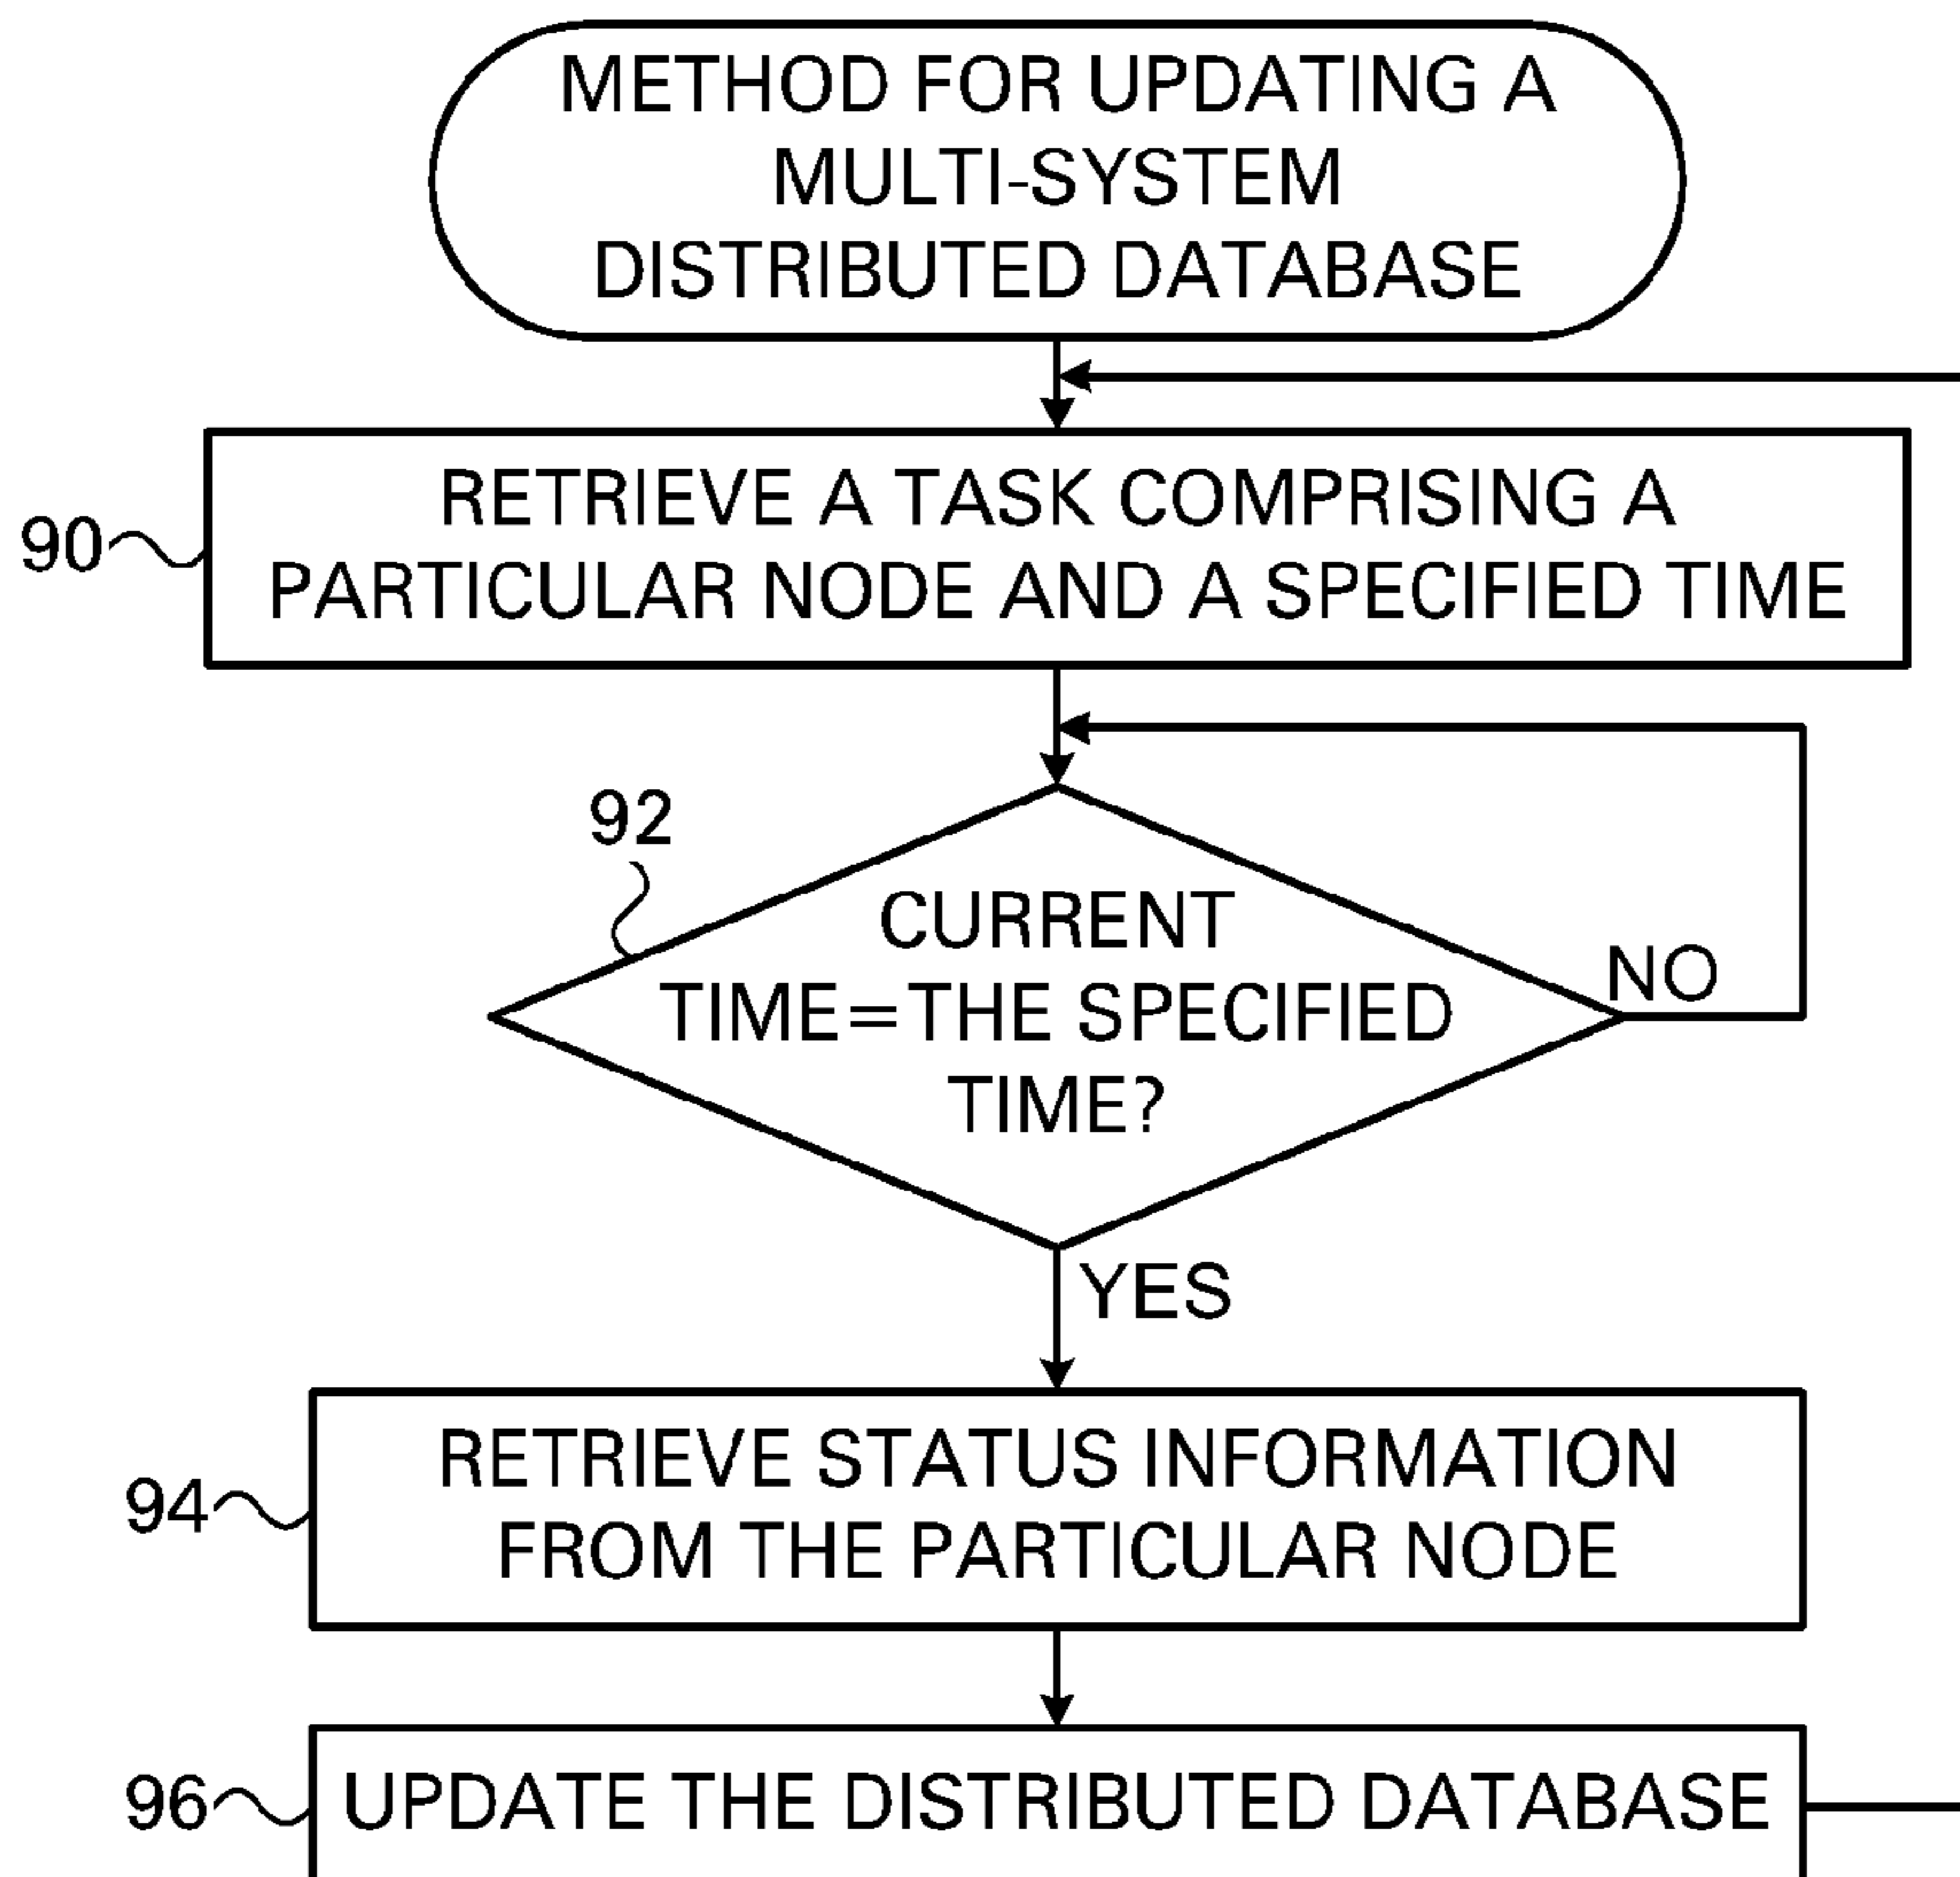 METHOD FOR UPDATING A
MULTI-SYSTEM
DISTRIBUTED DATABASE
90
RETRIEVE A TASK COMPRISING A
PARTICULAR NODE AND A SPECIFIED TIME
92
CURRENT
TIME=THE SPECIFIED
TIME?
NO
YES
94
RETRIEVE STATUS INFORMATION
FROM THE PARTICULAR NODE
96
UPDATE THE DISTRIBUTED DATABASE